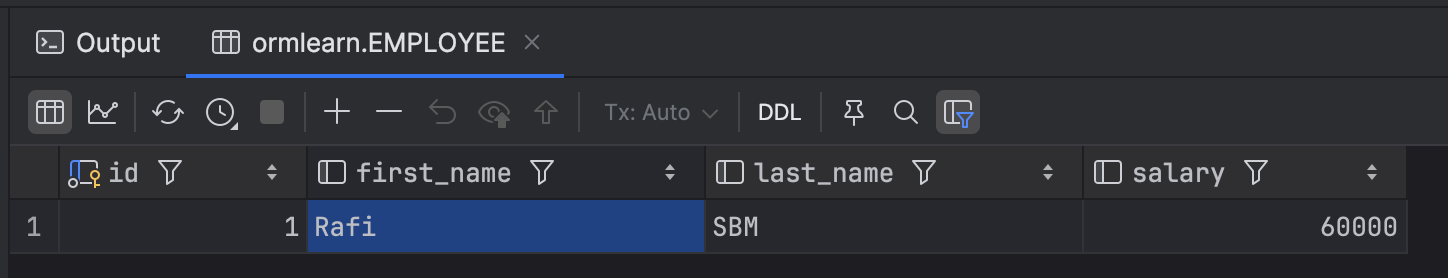 Output ormlearn.EMPLOYEE
Tx: Auto DDL
id first_name last_name salary
1 1 Rafi SBM 60000